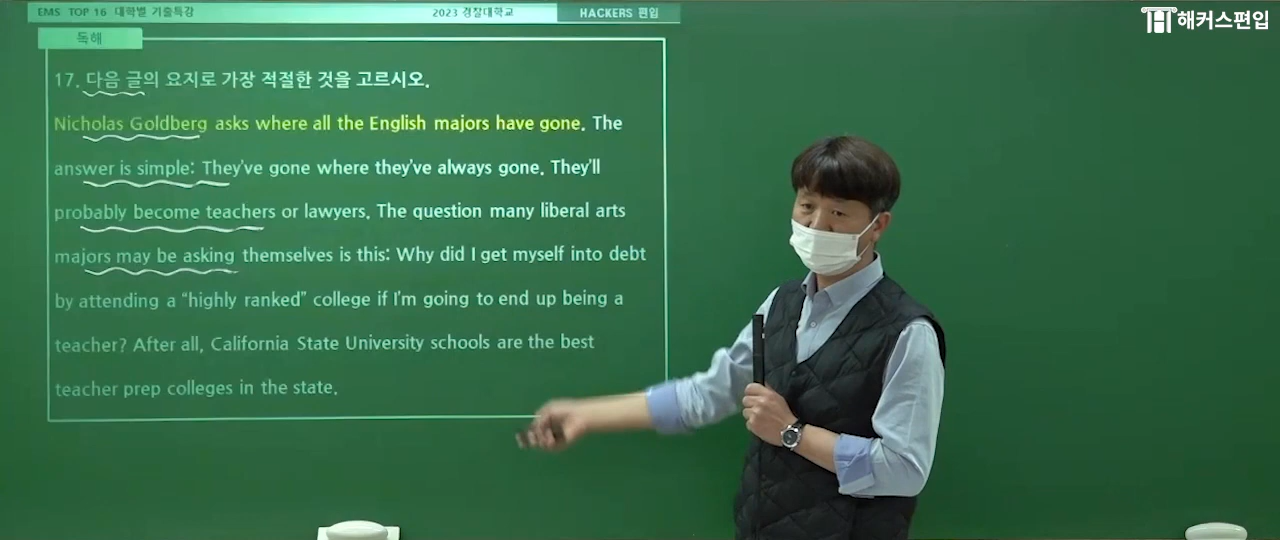 EMS TOP 16 대학별 기출특강
2023 경찰대학교
HACKERS 편입
해커스편입
독해
17. 다음 글의 요지로 가장 적절한 것을 고르시오.
Nicholas Goldberg asks where all the English majors have gone. The
answer is simple: They've gone where they've always gone. They'll
probably become teachers or lawyers. The question many liberal arts
majors may be asking themselves is this: Why did I get myself into debt
by attending a "highly ranked" college if I'm going to end up being a
teacher? After all, California State University schools are the best
teacher prep colleges in the state.